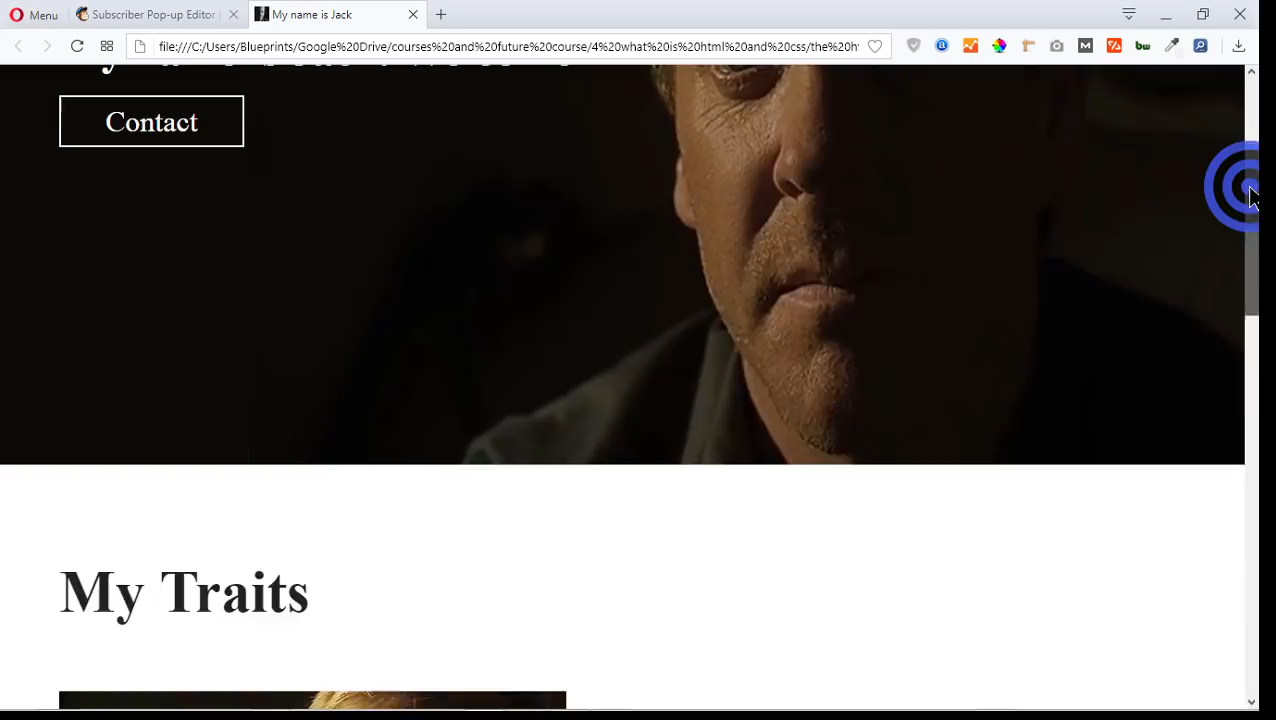 Menu
Subscriber Pop-up Editor |
My name is Jack
file:///C:/Users/Blueprints/Google%20Drive/courses%20and%20future%20course/4%20what%20is%20html%20and%20css/the%20h
Contact
My Traits